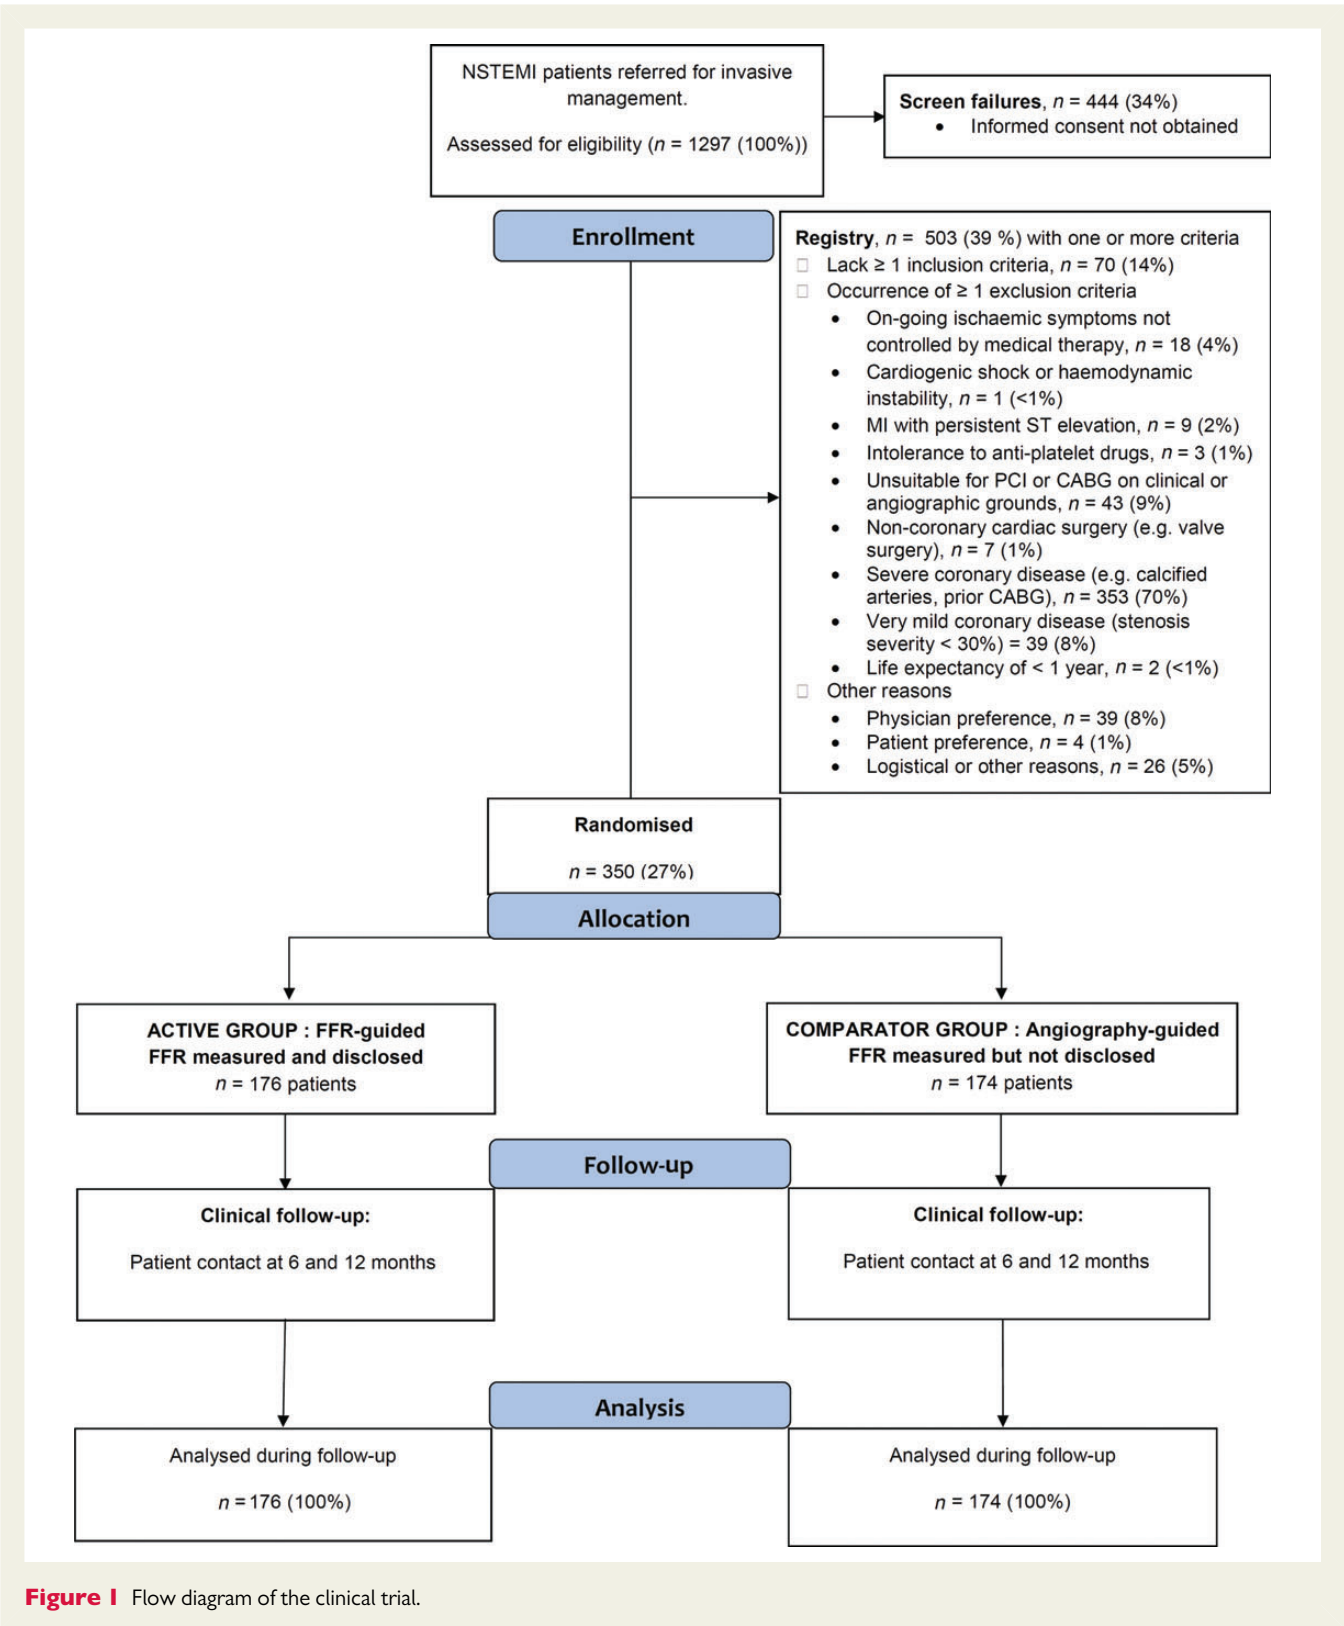 NSTEMI patients referred for invasive
management.
Assessed for eligibility (n = 1297 (100%))
Screen failures, n = 444 (34%)
• Informed consent not obtained
Enrollment
Registry, n = 503 (39 %) with one or more criteria
□ Lack ≥ 1 inclusion criteria, n = 70 (14%)
□ Occurrence of ≥ 1 exclusion criteria
• On-going ischaemic symptoms not
controlled by medical therapy, n = 18 (4%)
• Cardiogenic shock or haemodynamic
instability, n = 1 (<1%)
• MI with persistent ST elevation, n = 9 (2%)
• Intolerance to anti-platelet drugs, n = 3 (1%)
• Unsuitable for PCI or CABG on clinical or
angiographic grounds, n = 43 (9%)
• Non-coronary cardiac surgery (e.g. valve
surgery), n = 7 (1%)
• Severe coronary disease (e.g. calcified
arteries, prior CABG), n = 353 (70%)
• Very mild coronary disease (stenosis
severity < 30%) = 39 (8%)
• Life expectancy of < 1 year, n = 2 (<1%)
□ Other reasons
• Physician preference, n = 39 (8%)
• Patient preference, n = 4 (1%)
• Logistical or other reasons, n = 26 (5%)
Randomised
n = 350 (27%)
Allocation
ACTIVE GROUP : FFR-guided
FFR measured and disclosed
n = 176 patients
COMPARATOR GROUP : Angiography-guided
FFR measured but not disclosed
n = 174 patients
Follow-up
Clinical follow-up:
Patient contact at 6 and 12 months
Clinical follow-up:
Patient contact at 6 and 12 months
Analysis
Analysed during follow-up
n = 176 (100%)
Analysed during follow-up
n = 174 (100%)
Figure 1 Flow diagram of the clinical trial.